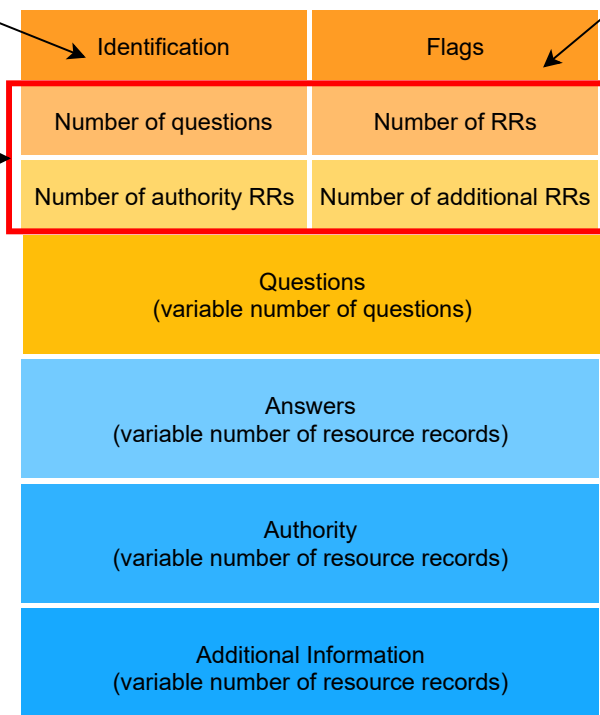 Identification
Flags
Number of questions
Number of RRs
Number of authority RRs
Number of additional RRs
Questions
(variable number of questions)
Answers
(variable number of resource records)
Authority
(variable number of resource records)
Additional Information
(variable number of resource records)